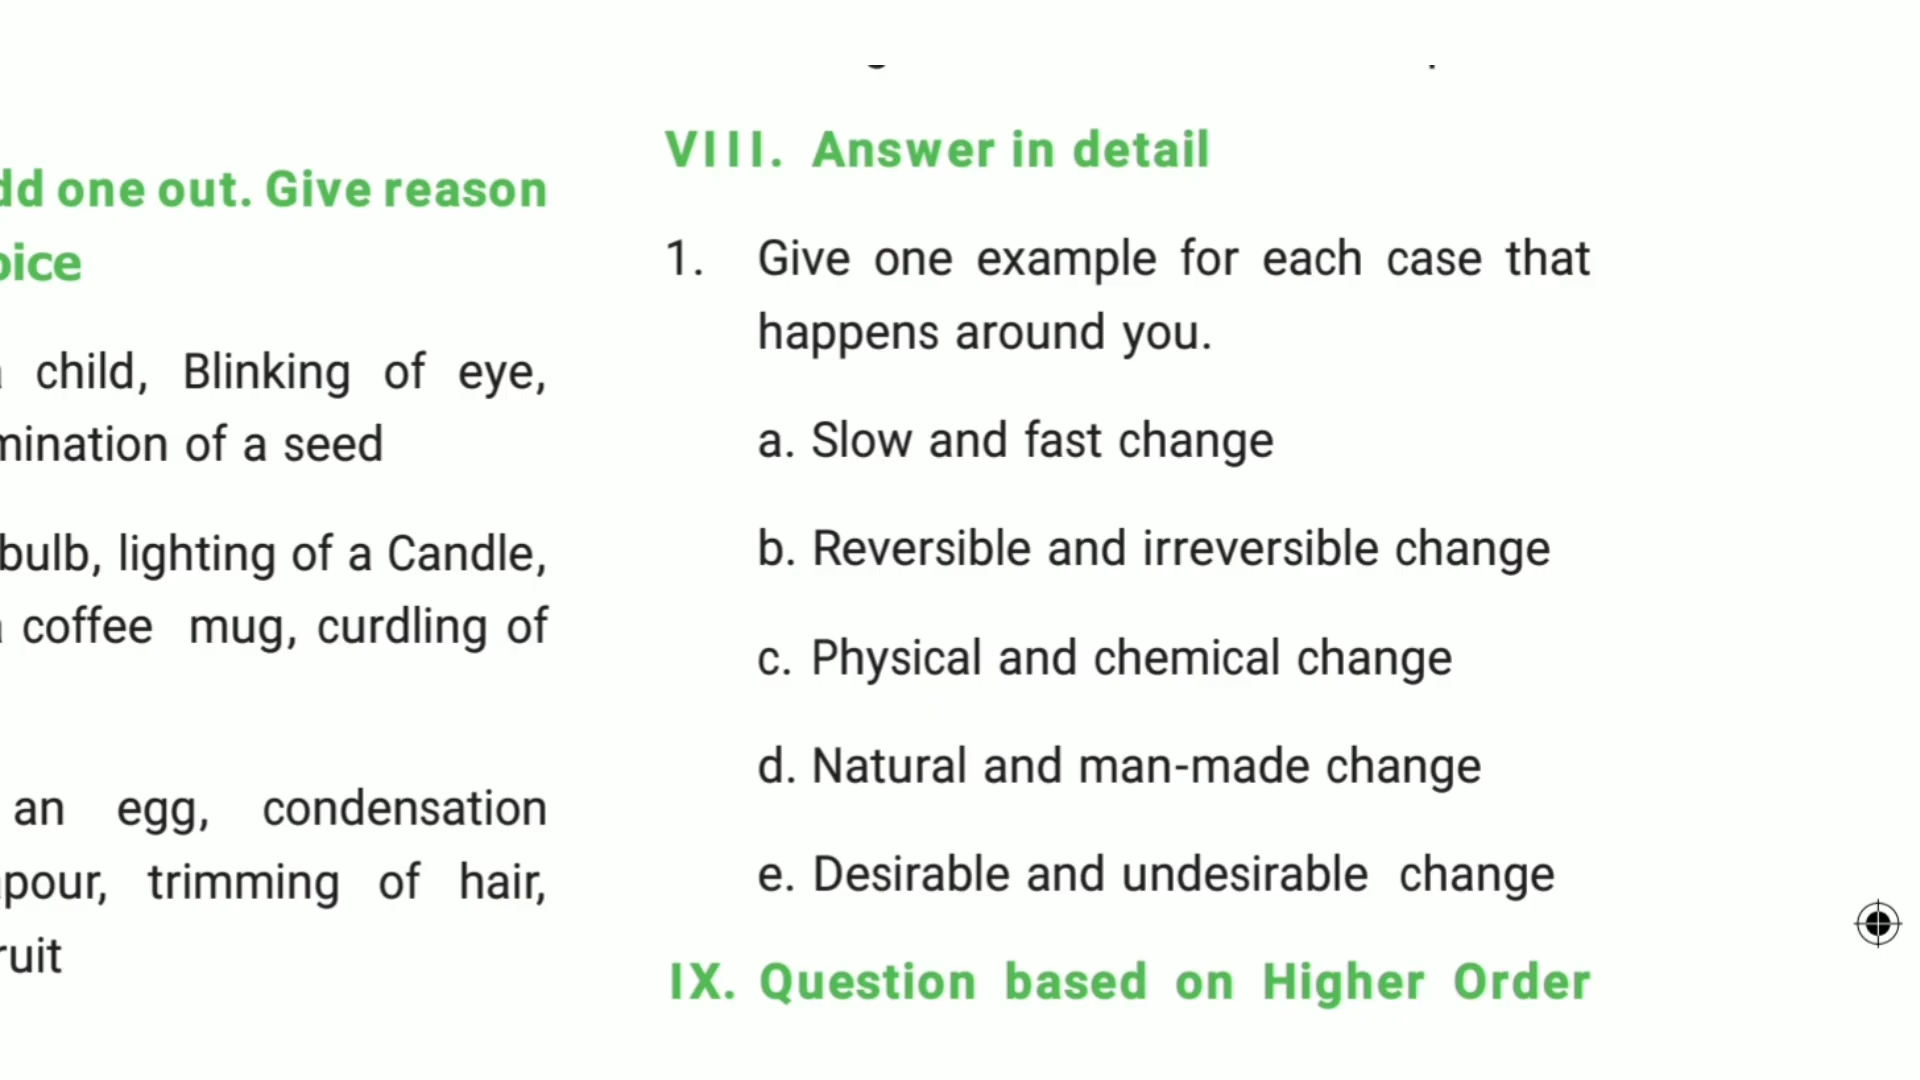 dd one out. Give reason
oice
child, Blinking of eye,
mination of a seed
bulb, lighting of a Candle,
coffee mug, curdling of
an egg, condensation
pour, trimming of hair,
ruit
VIII. Answer in detail
1. Give one example for each case that
happens around you.
a. Slow and fast change
b. Reversible and irreversible change
c. Physical and chemical change
d. Natural and man-made change
e. Desirable and undesirable change
IX. Question based on Higher Order